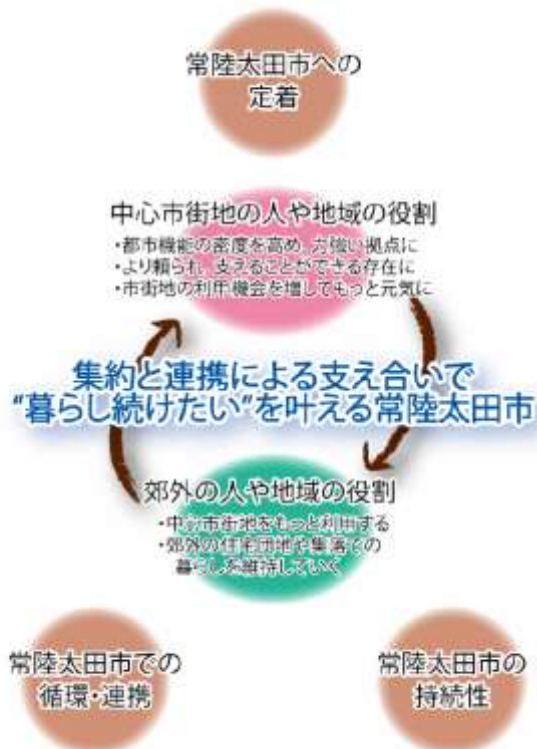 常陸太田市への
定着
中心市街地の人や地域の役割
・都市機能の密度を高め、力強い拠点に
・より頼られ、支えることができる存在に
・市街地の利用機会を増してもっと元気に
集約と連携による支え合いで
“暮らし続けたい”を叶える常陸太田市
郊外の人や地域の役割
・中心市街地をもっと利用する
・郊外の住宅団地や集落での
暮らしを維持していく
常陸太田市での
循環・連携
常陸太田市の
持続性